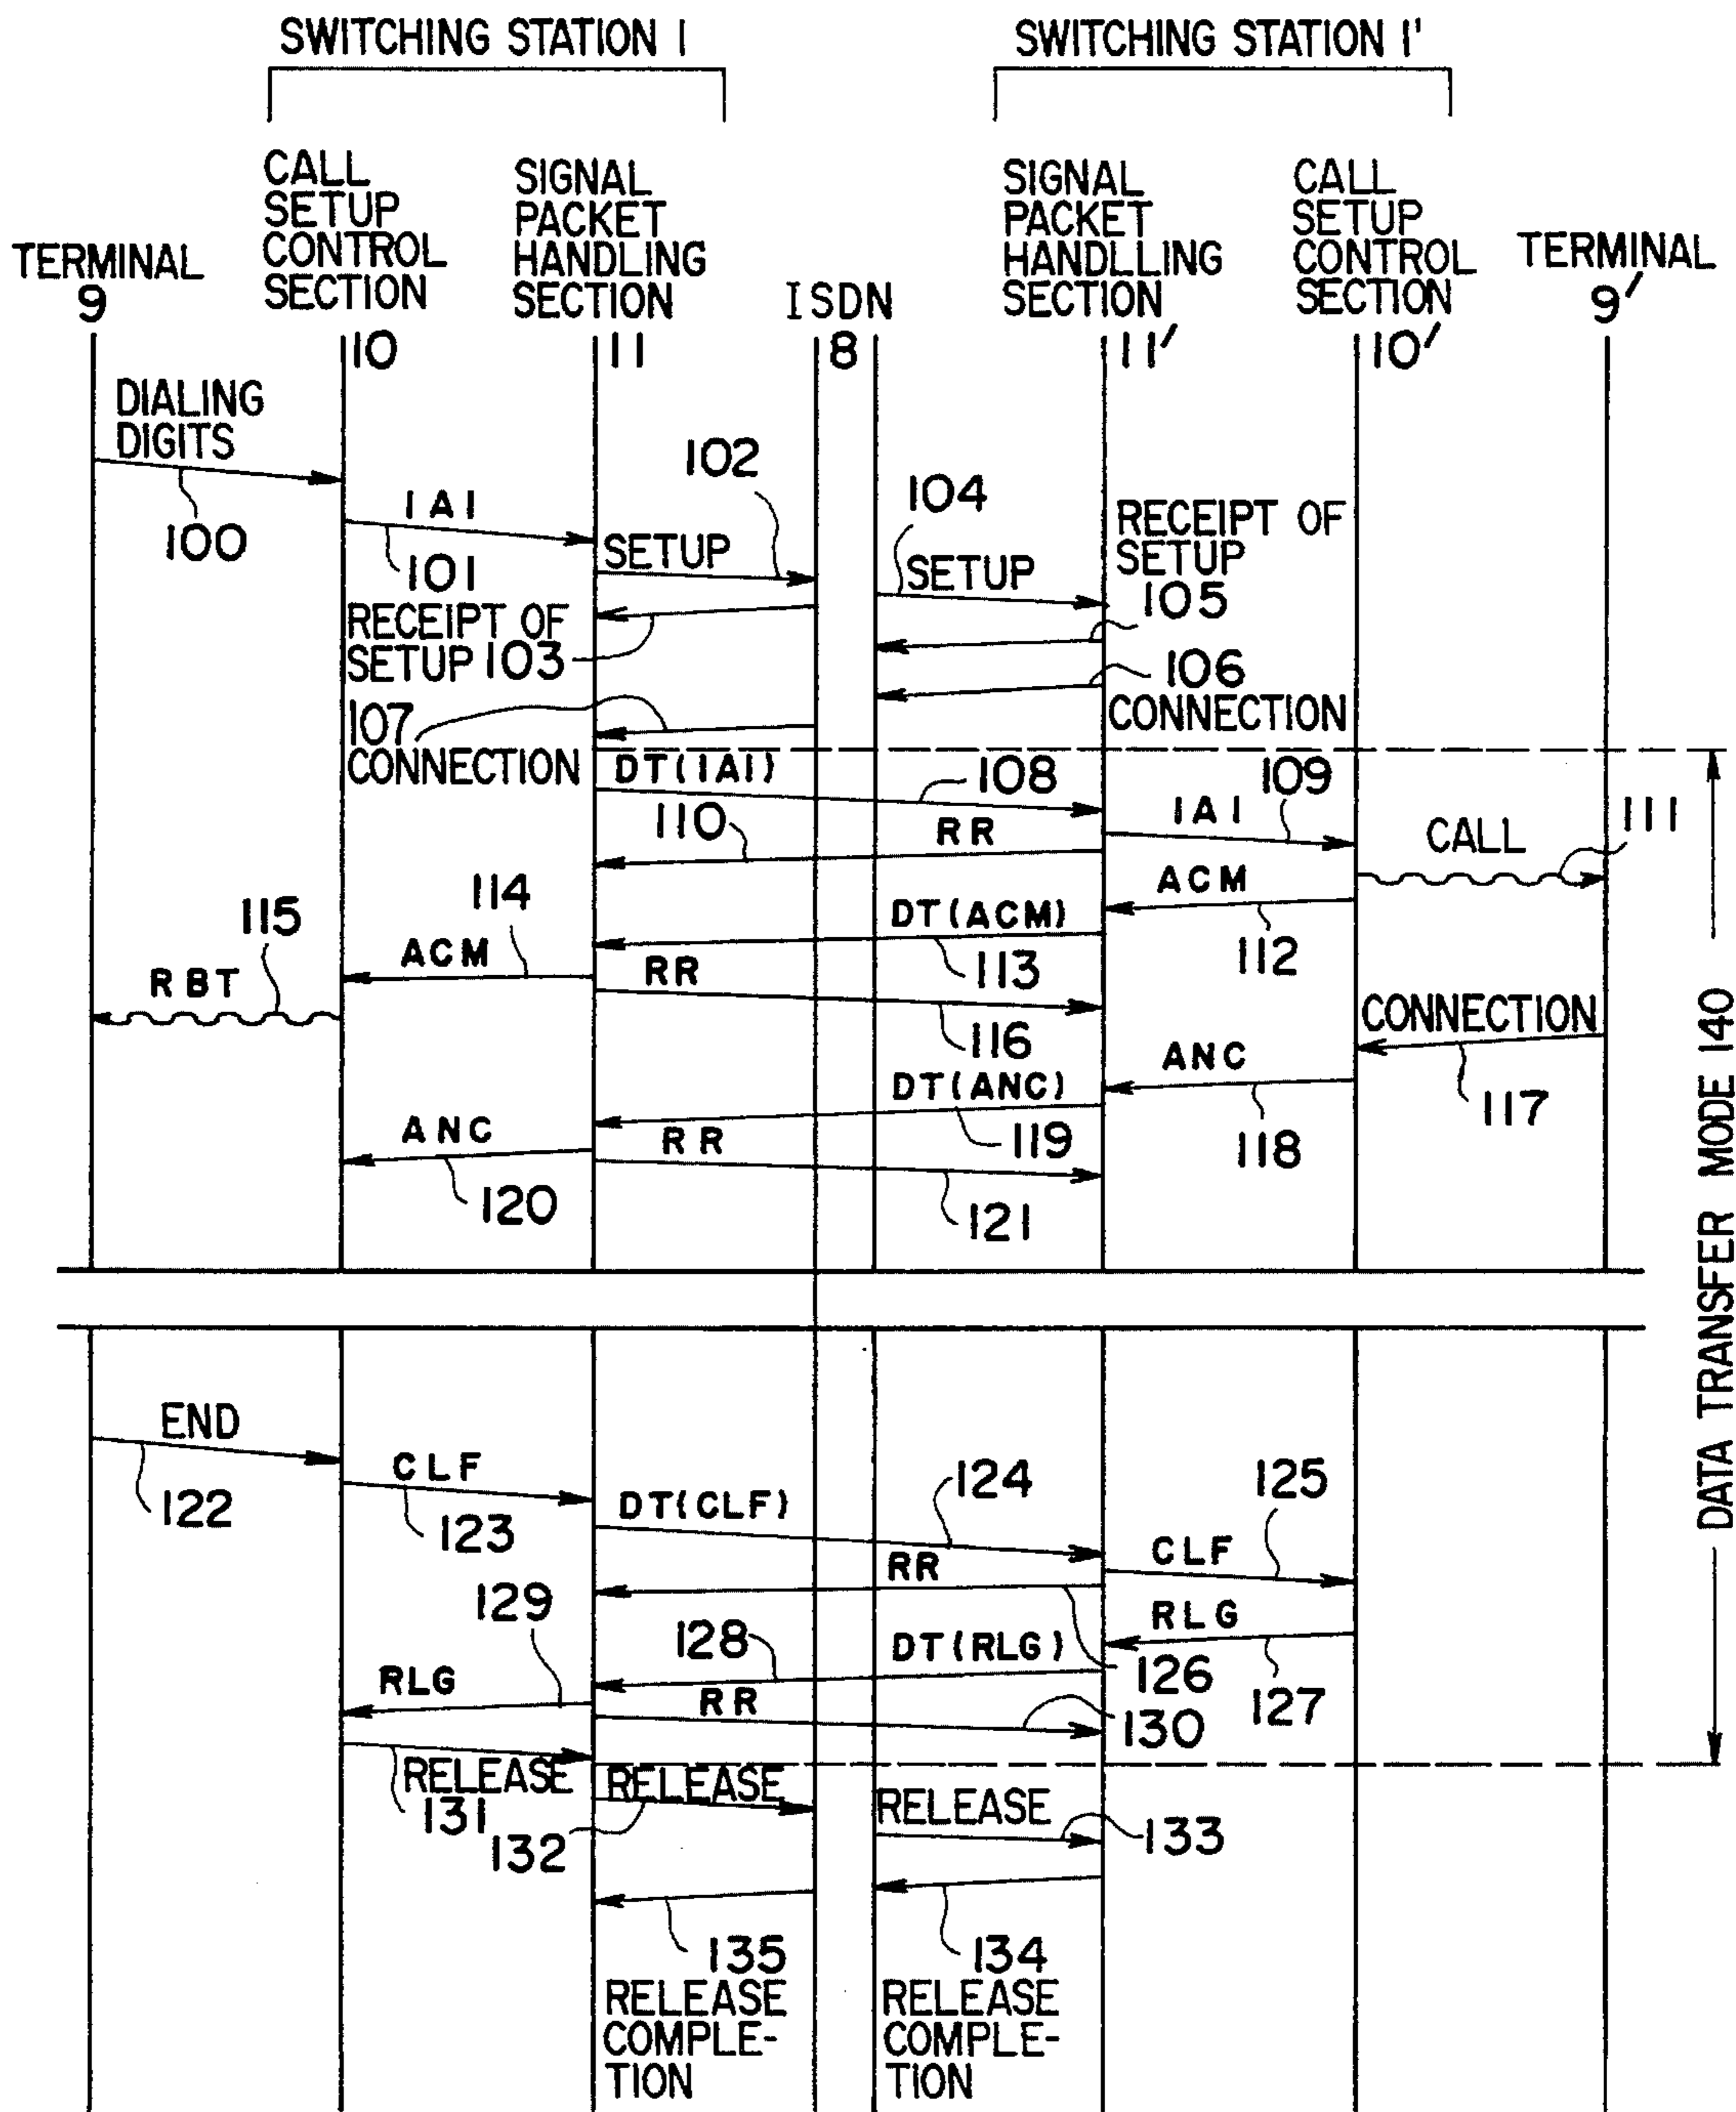 SWITCHING STATION 1
SWITCHING STATION 1'
TERMINAL
9
CALL
SETUP
CONTROL
SECTION
10
SIGNAL
PACKET
HANDLING
SECTION
11
ISDN
8
SIGNAL
PACKET
HANDLLING
SECTION
11'
CALL
SETUP
CONTROL
SECTION
10'
TERMINAL
9'
DIALING
DIGITS
100
IAI
101
SETUP
102
104
SETUP
RECEIPT OF
SETUP
105
RECEIPT OF
SETUP 103
106
CONNECTION
107
CONNECTION
DT(IAI)
108
109
IAI
110
RR
CALL
111
ACM
112
DT(ACM)
113
114
ACM
115
RBT
RR
116
CONNECTION
117
ANC
118
DT(ANC)
119
ANC
120
RR
121
DATA TRANSFER MODE 140
END
122
CLF
123
DT(CLF)
124
125
CLF
RR
126
RLG
127
DT(RLG)
128
129
RLG
RR
130
RELEASE
131
RELEASE
132
RELEASE
133
135
RELEASE
COMPLE-
TION
134
RELEASE
COMPLE-
TION